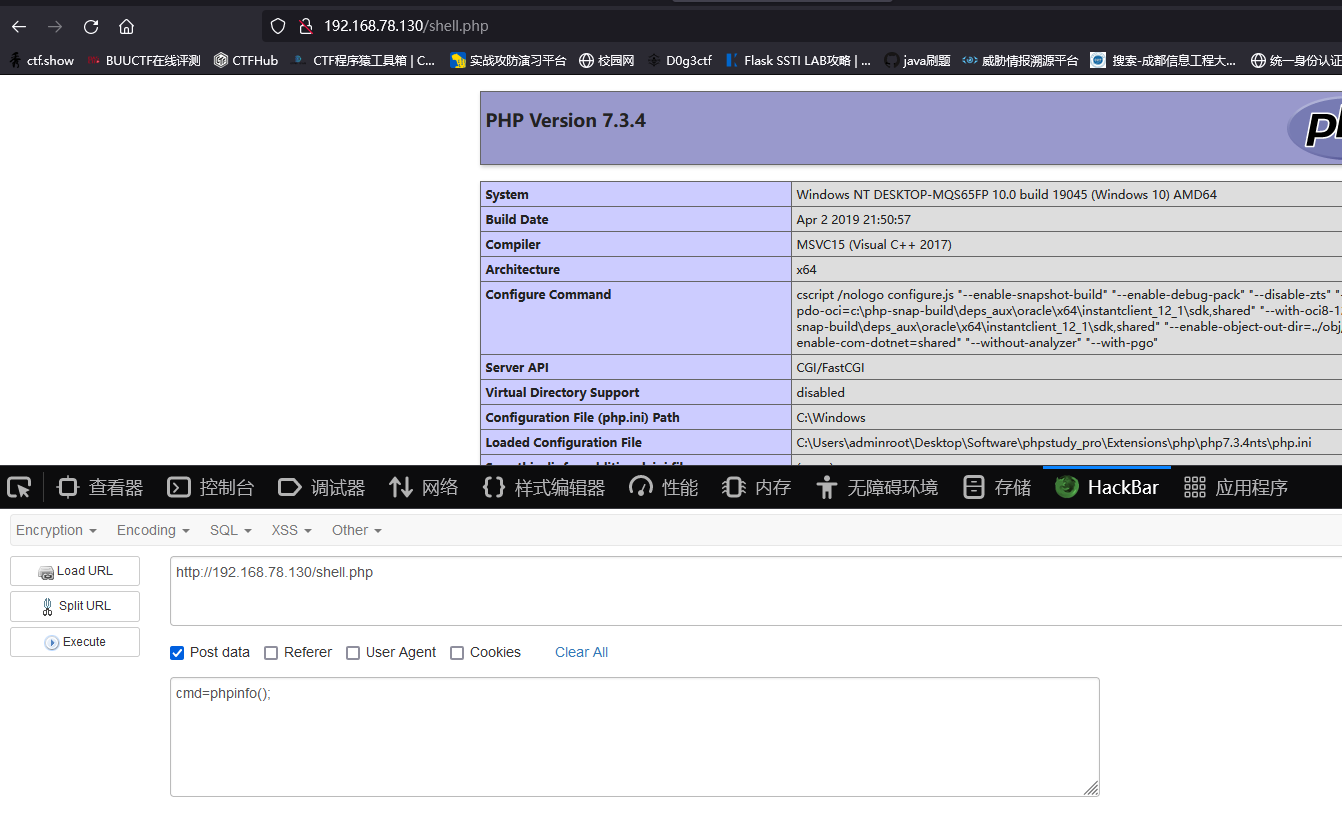 192.168.78.130/shell.php
ctf.show BUUCTF在线评测 CTFHub CTF程序猿工具箱 | C... 实战攻防演习平台 校园网 D0g3ctf Flask SSTI LAB攻略 | ... java刷题 威胁情报溯源平台 搜索-成都信息工程大... 统一身份认证
PHP Version 7.3.4
System Windows NT DESKTOP-MQS65FP 10.0 build 19045 (Windows 10) AMD64
Build Date Apr 2 2019 21:50:57
Compiler MSVC15 (Visual C++ 2017)
Architecture x64
Configure Command cscript /nologo configure.js "--enable-snapshot-build" "--enable-debug-pack" "--disable-zts"
pdo-oci=c:\php-snap-build\deps_aux\oracle\x64\instantclient_12_1\sdk,shared" "--with-oci8-1
snap-build\deps_aux\oracle\x64\instantclient_12_1\sdk,shared" "--enable-object-out-dir=../obj
enable-com-dotnet=shared" "--without-analyzer" "--with-pgo"
Server API CGI/FastCGI
Virtual Directory Support disabled
Configuration File (php.ini) Path C:\Windows
Loaded Configuration File C:\Users\adminroot\Desktop\Software\phpstudy_pro\Extensions\php\php7.3.4nts\php.ini
查看器 控制台 调试器 网络 样式编辑器 性能 内存 无障碍环境 存储 HackBar 应用程序
Encryption Encoding SQL XSS Other
Load URL
http://192.168.78.130/shell.php
Split URL
Execute
Post data Referer User Agent Cookies Clear All
cmd=phpinfo();